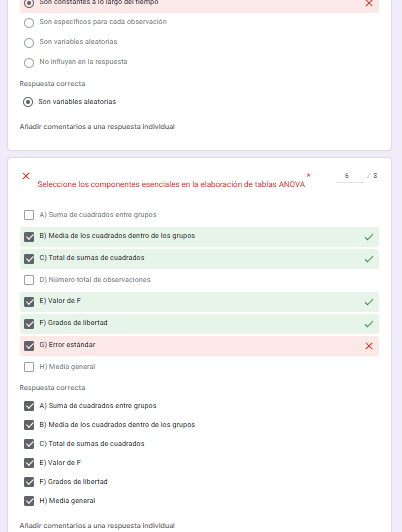 Son constantes a lo largo del tiempo
Son específicos para cada observación
Son variables aleatorias
No influyen en la respuesta
Respuesta correcta
Son variables aleatorias
Añadir comentarios a una respuesta individual
Seleccione los componentes esenciales en la elaboración de tablas ANOVA * 6 / 8
A) Suma de cuadrados entre grupos
B) Media de los cuadrados dentro de los grupos
C) Total de sumas de cuadrados
D) Número total de observaciones
E) Valor de F
F) Grados de libertad
G) Error estándar
H) Media general
Respuesta correcta
A) Suma de cuadrados entre grupos
B) Media de los cuadrados dentro de los grupos
C) Total de sumas de cuadrados
E) Valor de F
F) Grados de libertad
H) Media general
Añadir comentarios a una respuesta individual